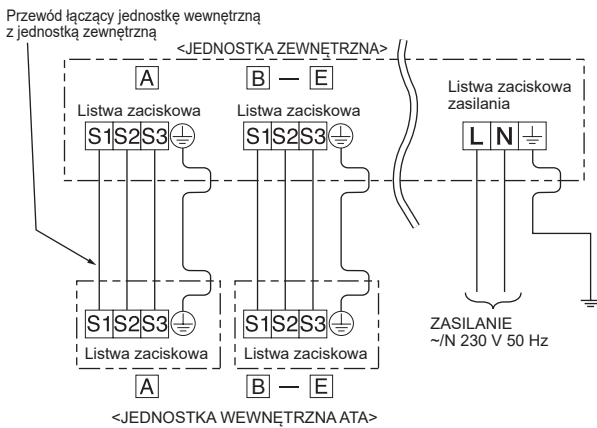 Przewód łączący jednostkę wewnętrzną
z jednostką zewnętrzną
<JEDNOSTKA ZEWNĘTRZNA>
A B — E
Listwa zaciskowa
zasilania
Listwa zaciskowa Listwa zaciskowa
S1 S2 S3 S1 S2 S3 L N
S1 S2 S3 S1 S2 S3
Listwa zaciskowa Listwa zaciskowa
ZASILANIE
~/N 230 V 50 Hz
A B — E
<JEDNOSTKA WEWNĘTRZNA ATA>